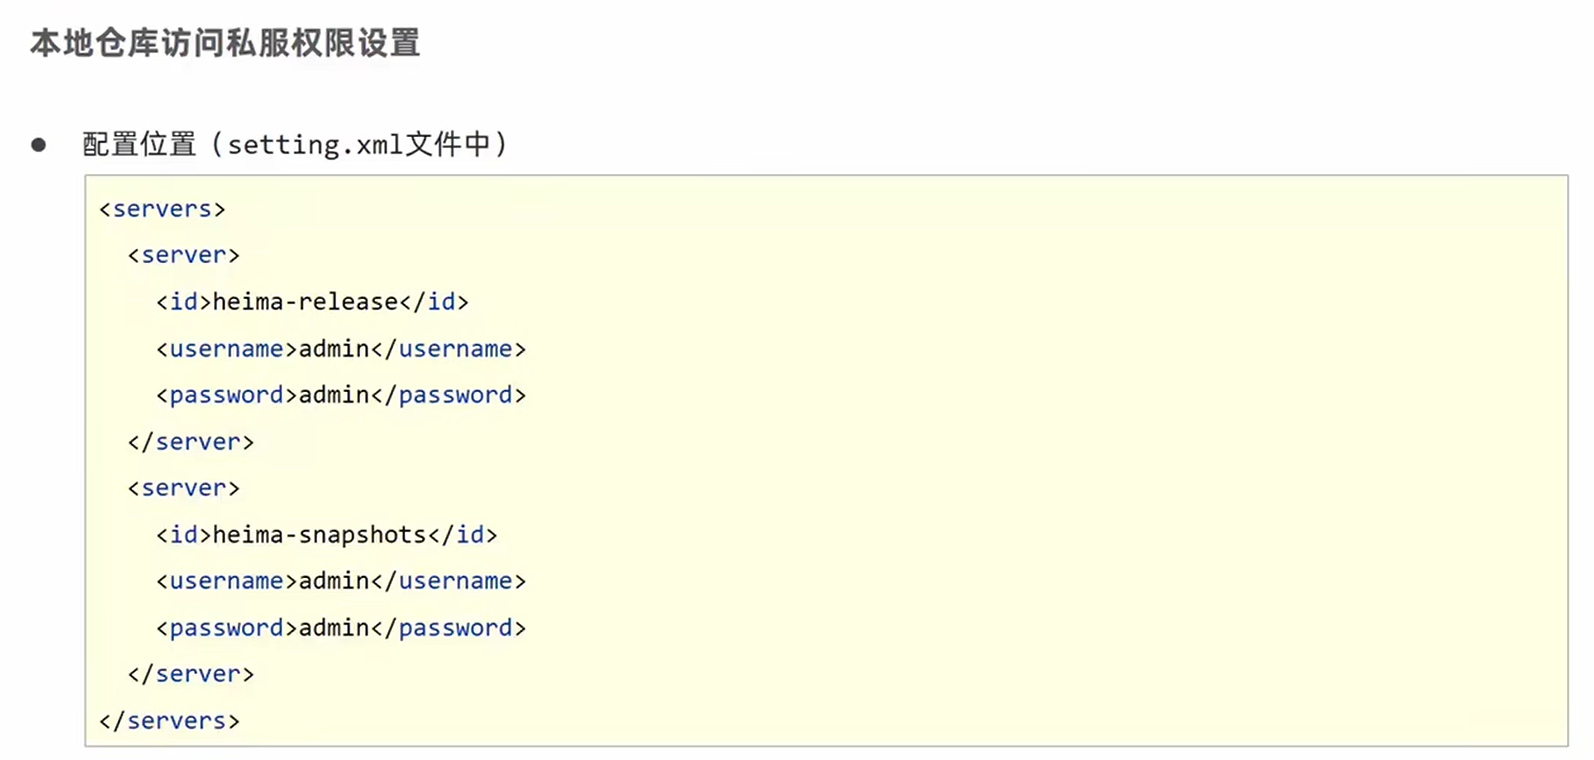 本地仓库访问私服权限设置
● 配置位置（setting.xml文件中）
<servers>
<server>
<id>heima-release</id>
<username>admin</username>
<password>admin</password>
</server>
<server>
<id>heima-snapshots</id>
<username>admin</username>
<password>admin</password>
</server>
</servers>